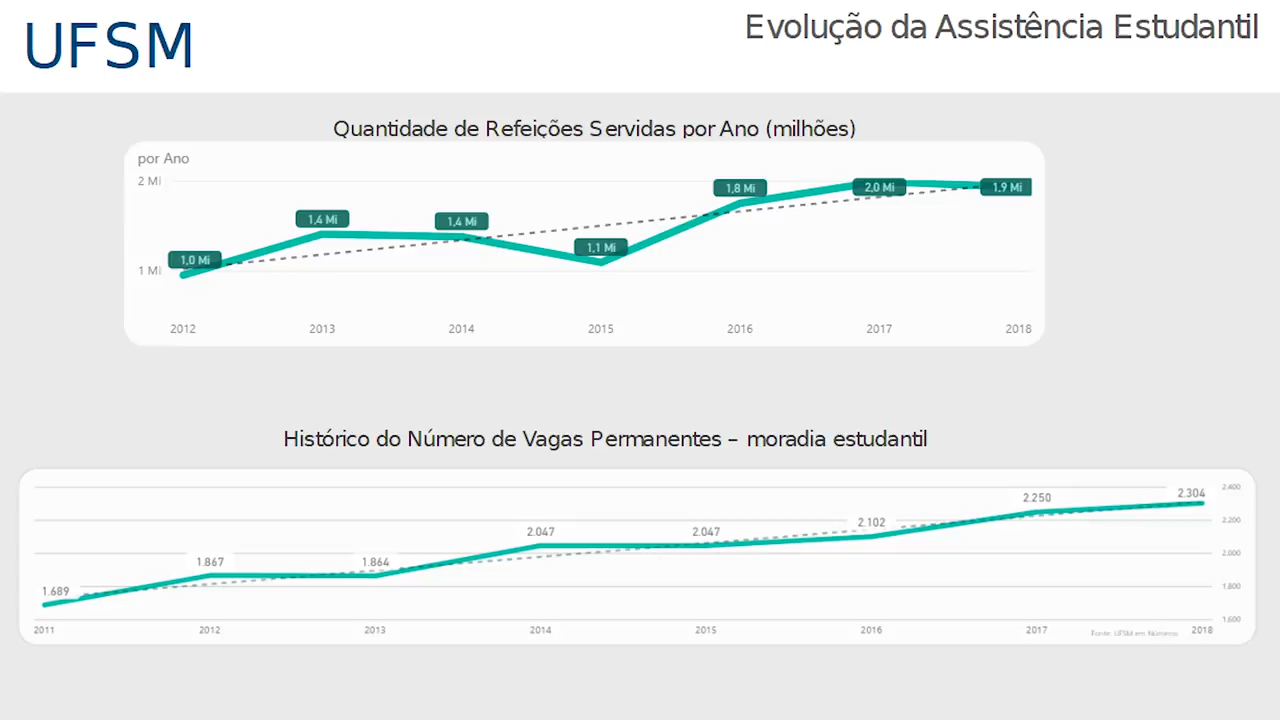 UFSM
Evolução da Assistência Estudantil
Quantidade de Refeições Servidas por Ano (milhões)
por Ano
2 Mi
1 Mi
1,0 Mi
1,4 Mi
1,4 Mi
1,1 Mi
1,8 Mi
2,0 Mi
1,9 Mi
2012
2013
2014
2015
2016
2017
2018
Histórico do Número de Vagas Permanentes – moradia estudantil
1.689
1.867
1.864
2.047
2.047
2.102
2.250
2.304
2.400
2.200
2.000
1.800
1.600
2011
2012
2013
2014
2015
2016
2017
2018
Fonte: UFSM em Números